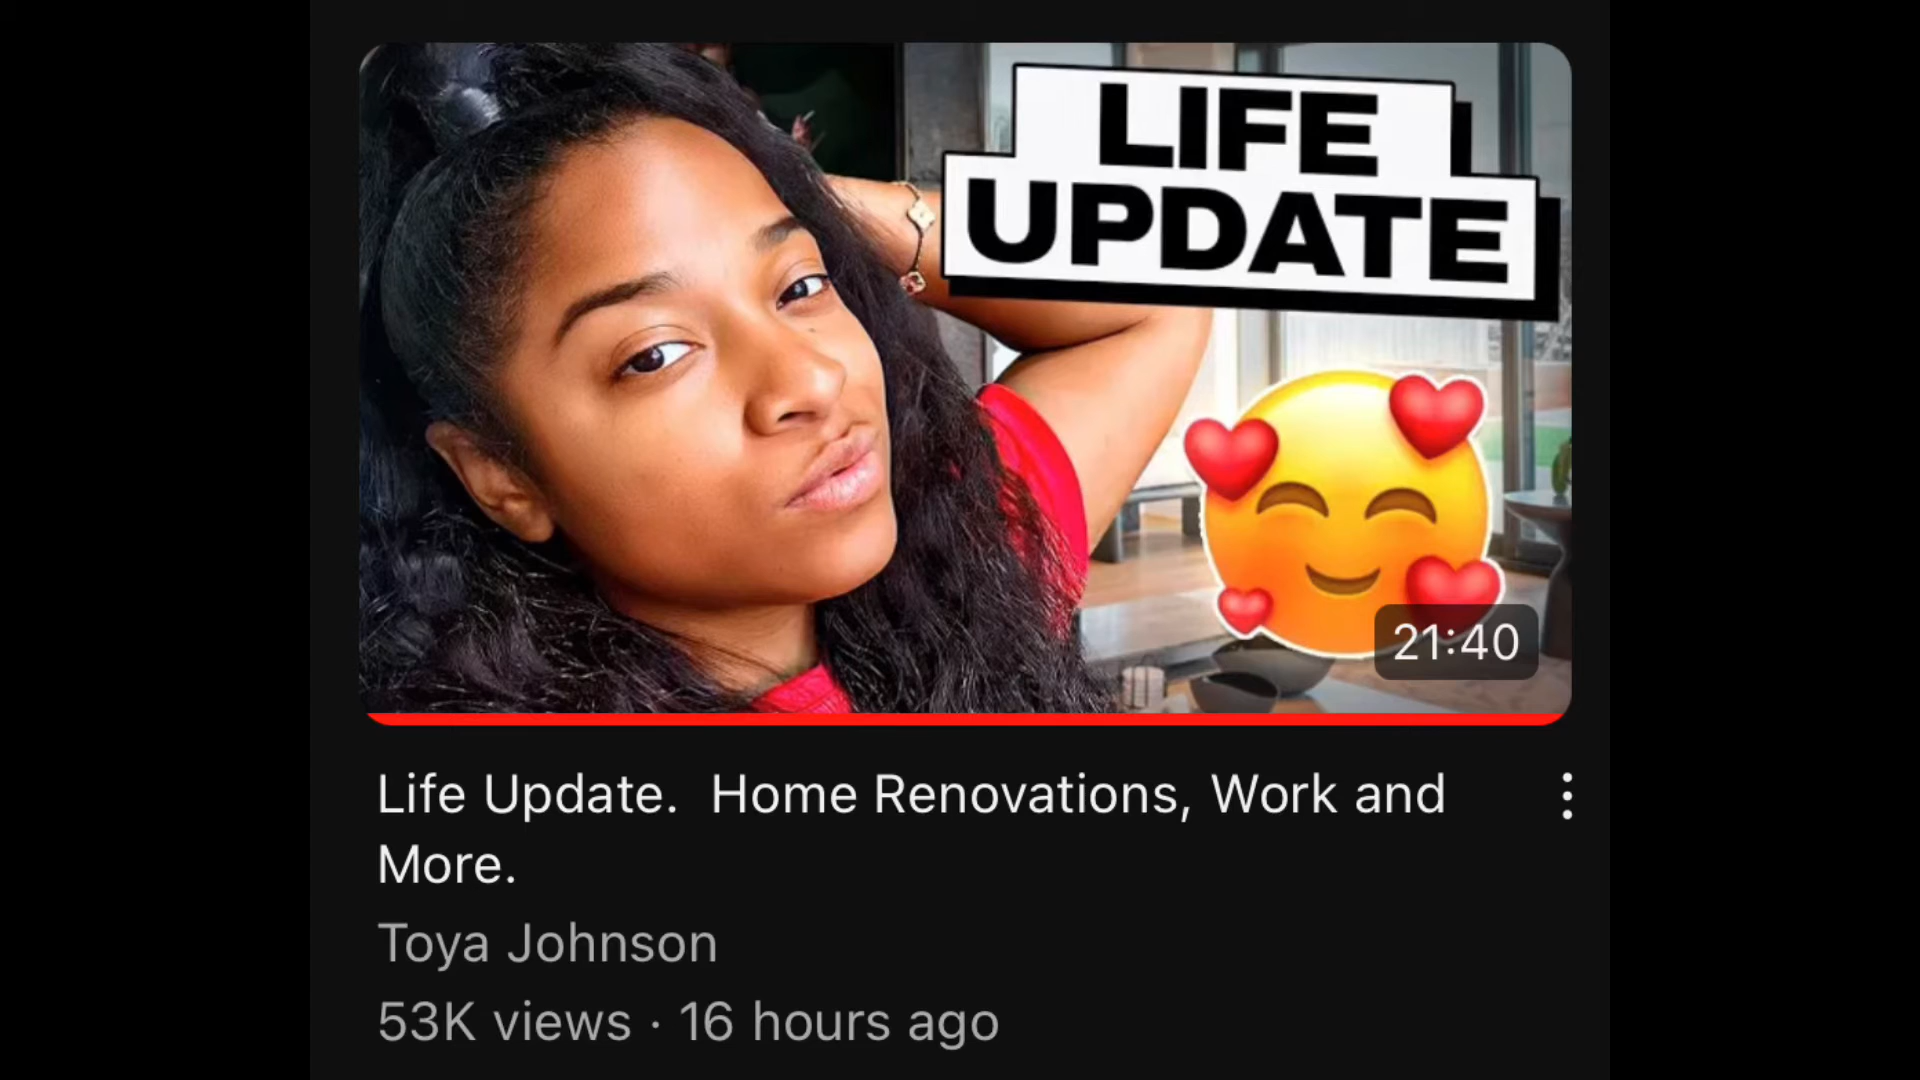 LIFE
UPDATE
21:40
Life Update.  Home Renovations, Work and
More.
Toya Johnson
53K views · 16 hours ago